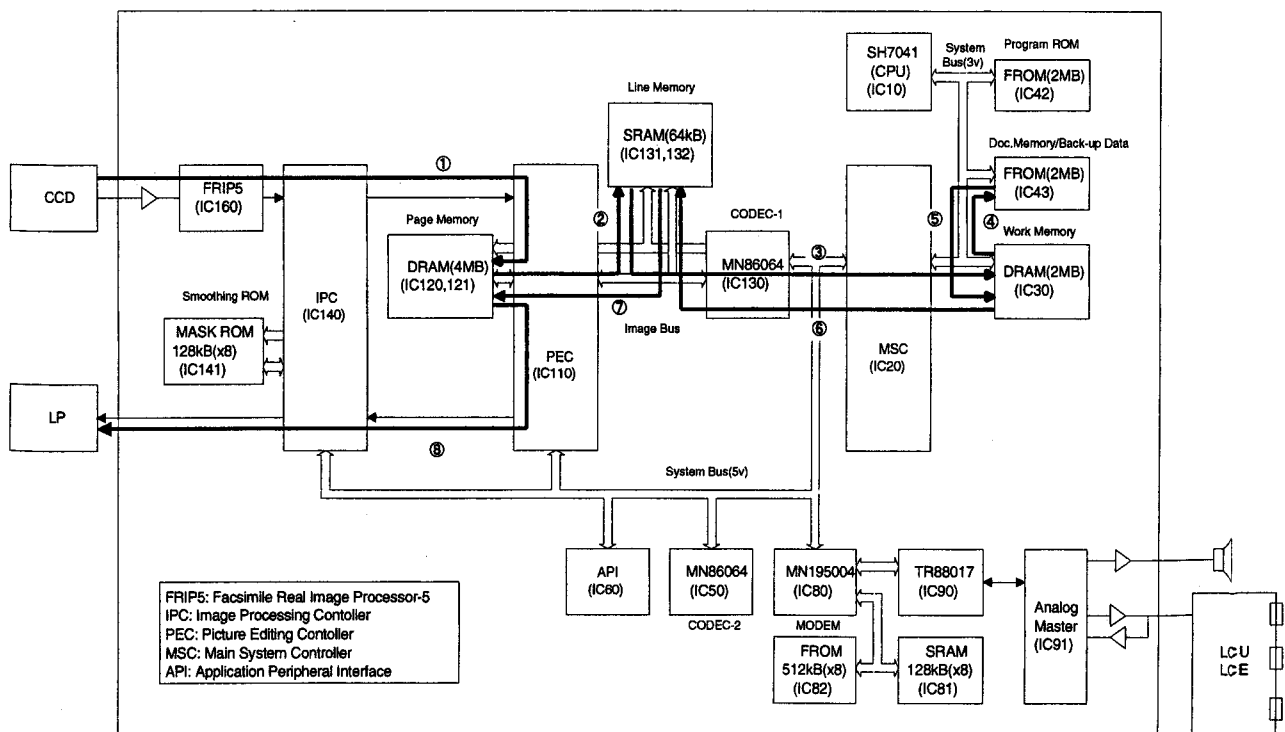 SH7041
(CPU)
(IC10)
System
Bus(3v)
Program ROM
FROM(2MB)
(IC42)
Line Memory
SRAM(64kB)
(IC131,132)
Doc.Memory/Back-up Data
FROM(2MB)
(IC43)
CCD
FRIP5
(IC160)
①
②
CODEC-1
③
⑤
④
Page Memory
DRAM(4MB)
(IC120,121)
MN86064
(IC130)
Work Memory
DRAM(2MB)
(IC30)
Smoothing ROM
MASK ROM
128kB(x8)
(IC141)
IPC
(IC140)
⑦
Image Bus
⑥
PEC
(IC110)
MSC
(IC20)
LP
⑧
System Bus(5v)
API
(IC60)
MN86064
(IC50)
CODEC-2
MN195004
(IC80)
MODEM
TR88017
(IC90)
Analog
Master
(IC91)
FROM
512kB(x8)
(IC82)
SRAM
128kB(x8)
(IC81)
LCU
LCE
FRIP5: Facsimile Real Image Processor-5
IPC: Image Processing Contoller
PEC: Picture Editing Contoller
MSC: Main System Controller
API: Application Peripheral Interface